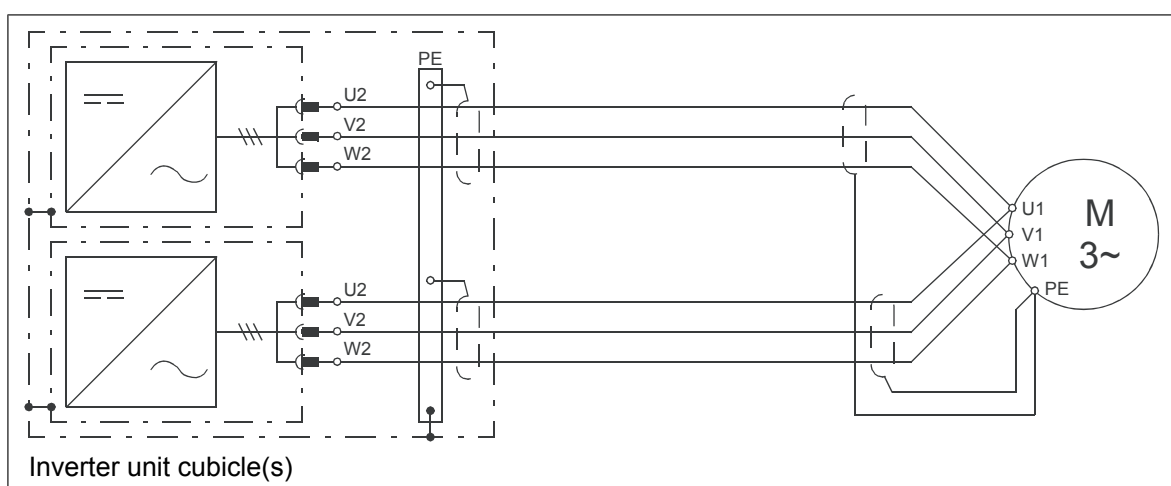 PE
U2
V2
W2
U1
V1
W1
M
3~
PE
U2
V2
W2
Inverter unit cubicle(s)